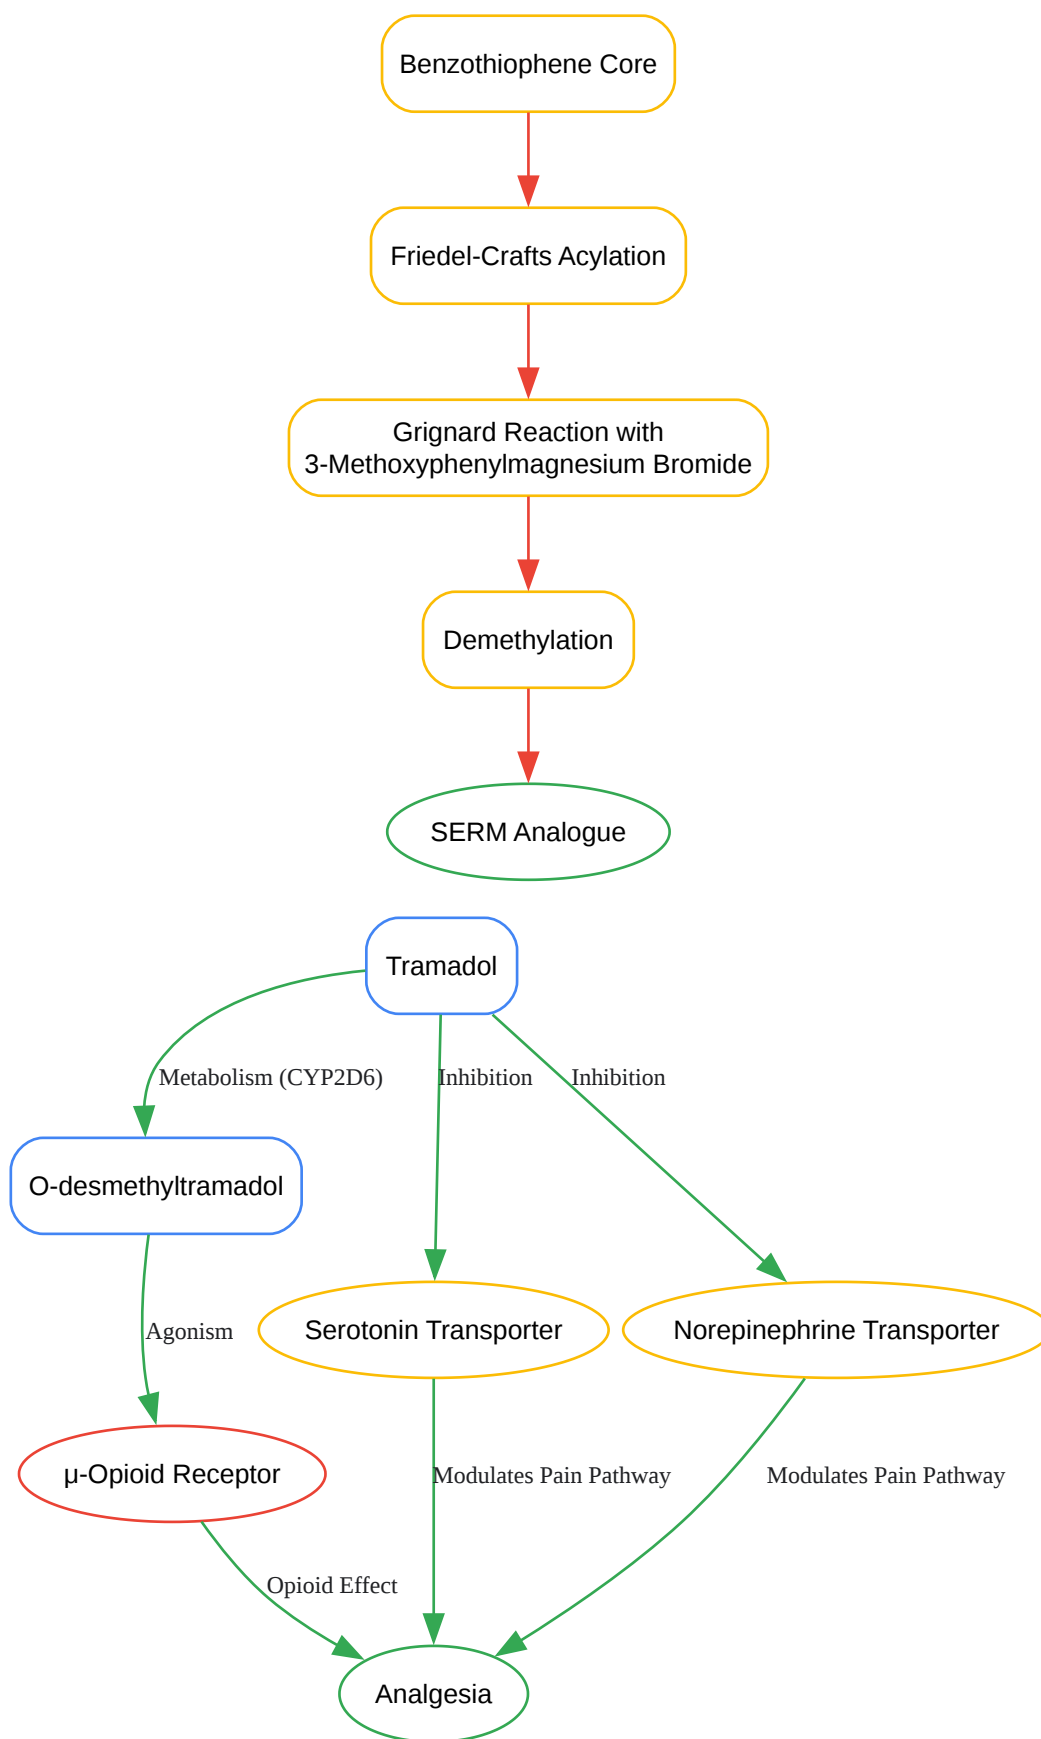 Benzothiophene Core
Friedel-Crafts Acylation
Grignard Reaction with
3-Methoxyphenylmagnesium Bromide
Demethylation
SERM Analogue
Tramadol
Metabolism (CYP2D6)
Inhibition
Inhibition
O-desmethyltramadol
Agonism
Serotonin Transporter
Norepinephrine Transporter
μ-Opioid Receptor
Modulates Pain Pathway
Modulates Pain Pathway
Opioid Effect
Analgesia